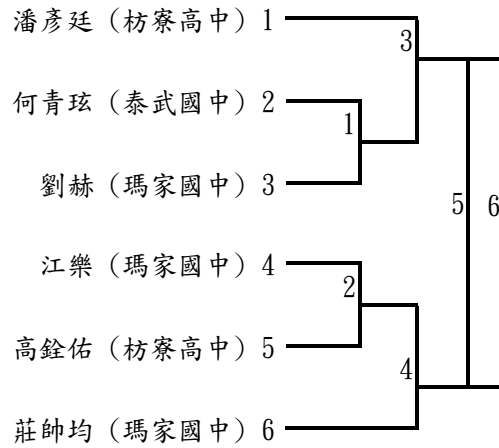 潘彥廷（枋寮高中）1
3
何青玹（泰武國中）2
1
劉赫（瑪家國中）3
5 6
江樂（瑪家國中）4
2
高銓佑（枋寮高中）5
4
莊帥均（瑪家國中）6